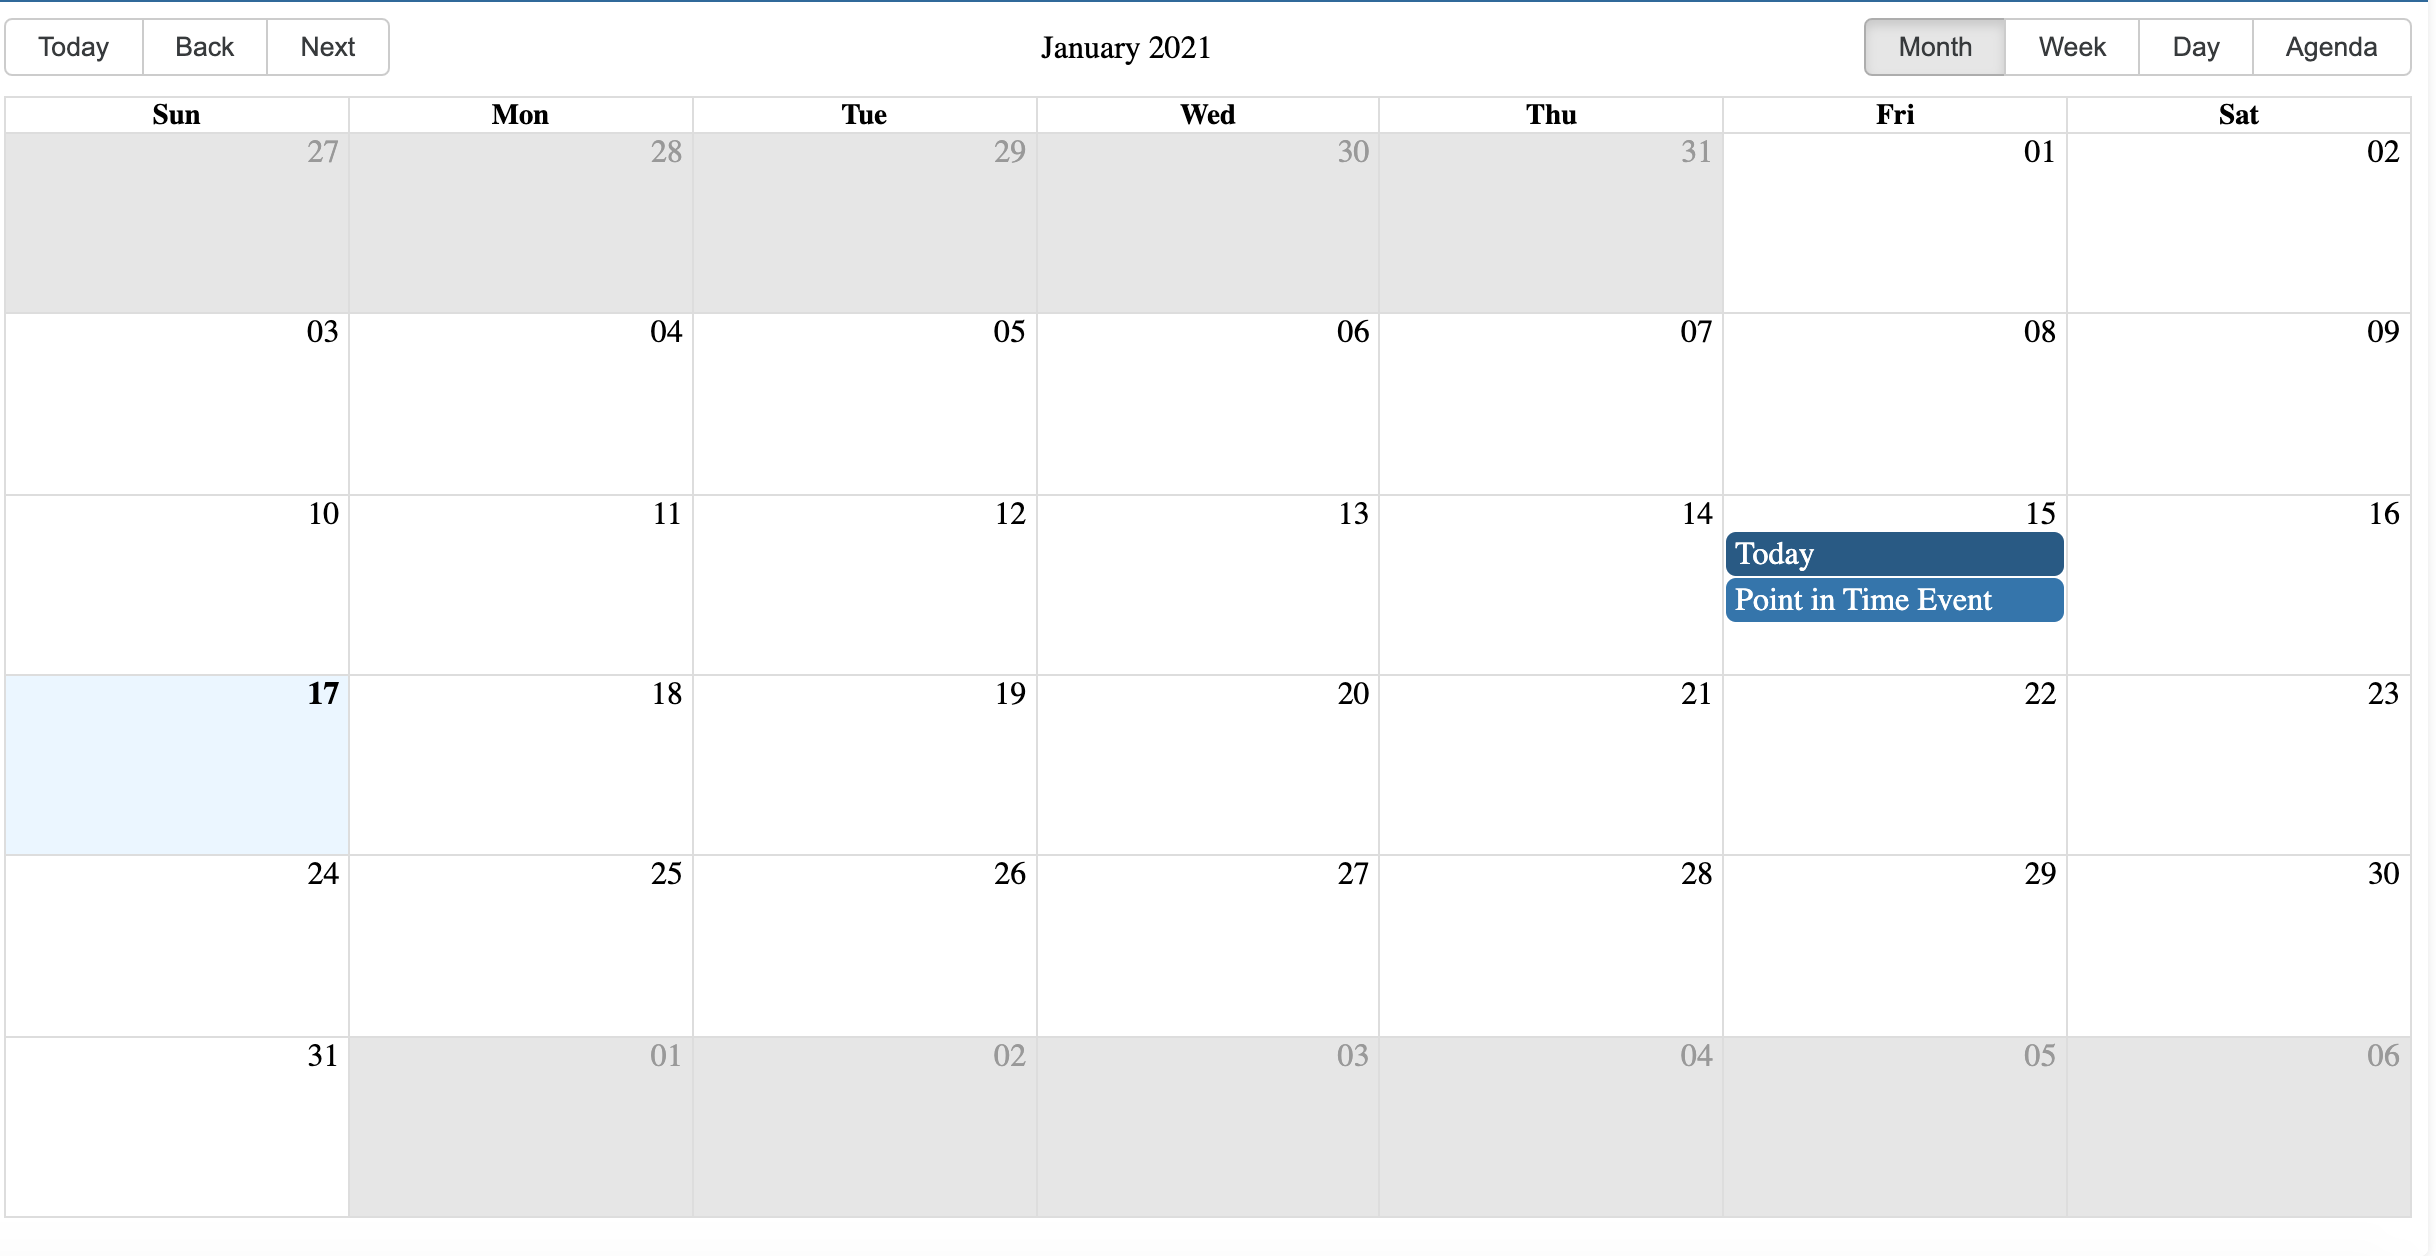 Today Back Next January 2021 Month Week Day Agenda
Sun Mon Tue Wed Thu Fri Sat
27 28 29 30 31 01 02
03 04 05 06 07 08 09
10 11 12 13 14 15 16
Today
Point in Time Event
17 18 19 20 21 22 23
24 25 26 27 28 29 30
31 01 02 03 04 05 06